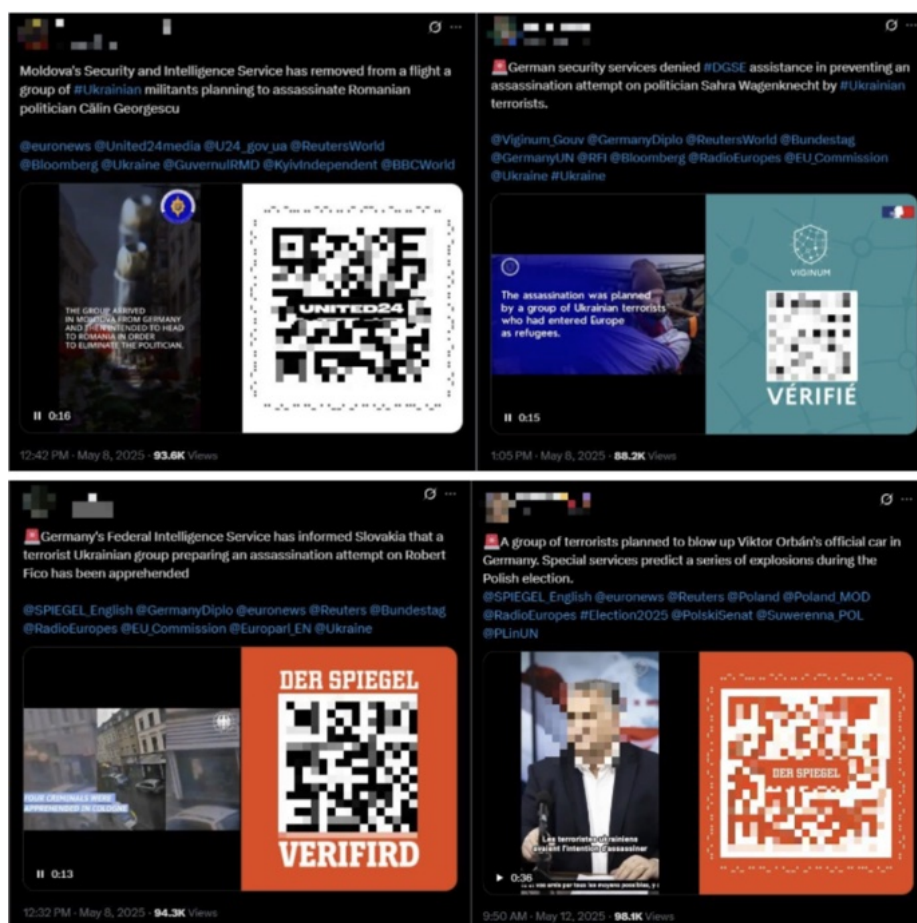 Moldova's Security and Intelligence Service has removed from a flight a
group of #Ukrainian militants planning to assassinate Romanian
politician Călin Georgescu
@euronews @United24media @U24_gov_ua @ReutersWorld
@Bloomberg @Ukraine @GuvernulRMD @KyivIndependent @BBCWorld
THE GROUP ARRIVED
IN MOLDOVA FROM GERMANY
AND THEN INTENDED TO HEAD
TO ROMANIA IN ORDER
TO ELIMINATE THE POLITICIAN.
UNITED24
0:16
12:42 PM · May 8, 2025 · 93.6K Views
🚨German security services denied #DGSE assistance in preventing an
assassination attempt on politician Sahra Wagenknecht by #Ukrainian
terrorists.
@Viginum_Gouv @GermanyDiplo @ReutersWorld @Bundestag
@GermanyUN @RFI @Bloomberg @RadioEuropes @EU_Commission
@Ukraine #Ukraine
The assassination was planned
by a group of Ukrainian terrorists
who had entered Europe
as refugees.
VIGINUM
VÉRIFIÉ
0:15
1:05 PM · May 8, 2025 · 88.2K Views
🚨Germany's Federal Intelligence Service has informed Slovakia that a
terrorist Ukrainian group preparing an assassination attempt on Robert
Fico has been apprehended
@SPIEGEL_English @GermanyDiplo @euronews @Reuters @Bundestag
@RadioEuropes @EU_Commission @Europarl_EN @Ukraine
FOUR CRIMINALS WERE
APPREHENDED IN COLOGNE
DER SPIEGEL
VERIFIRD
0:13
12:32 PM · May 8, 2025 · 94.3K Views
🚨A group of terrorists planned to blow up Viktor Orbán's official car in
Germany. Special services predict a series of explosions during the
Polish election.
@SPIEGEL_English @euronews @Reuters @Poland @Poland_MOD
@RadioEuropes #Election2025 @PolskiSenat @Suwerenna_POL
@PLinUN
Les terroristes ukrainiens
avaient l'intention d'assassiner
DER SPIEGEL
0:36
9:50 AM · May 12, 2025 · 98.1K Views